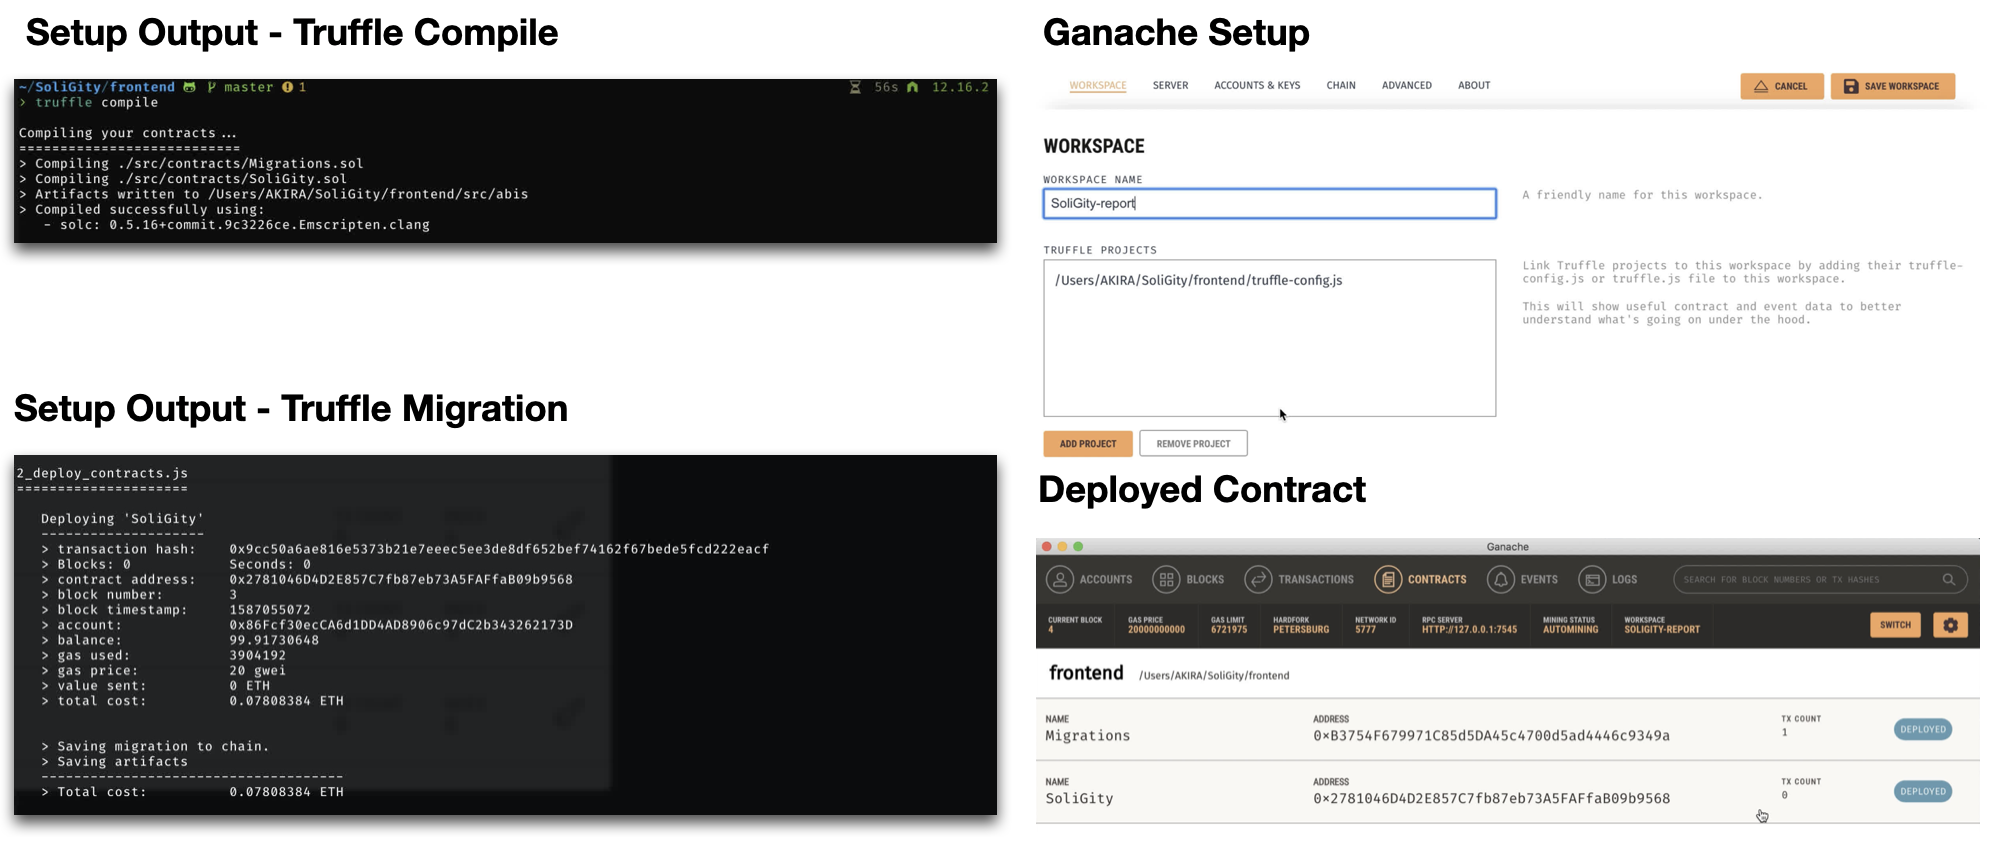 Setup Output - Truffle Compile
~/SoliGity/frontend master 1 56s 12.16.2
> truffle compile
Compiling your contracts...
===========================
> Compiling ./src/contracts/Migrations.sol
> Compiling ./src/contracts/SoliGity.sol
> Artifacts written to /Users/AKIRA/SoliGity/frontend/src/abis
> Compiled successfully using:
- solc: 0.5.16+commit.9c3226ce.Emscripten.clang
Setup Output - Truffle Migration
2_deploy_contracts.js
=====================
Deploying 'SoliGity'
--------------------
> transaction hash: 0x9cc50a6ae816e5373b21e7eeec5ee3de8df652bef74162f67bede5fcd222eacf
> Blocks: 0 Seconds: 0
> contract address: 0x2781046D4D2E857C7fb87eb73A5FAFfaB09b9568
> block number: 3
> block timestamp: 1587055072
> account: 0x86Fcf30ecCA6d1DD4AD8906c97dC2b343262173D
> balance: 99.91730648
> gas used: 3904192
> gas price: 20 gwei
> value sent: 0 ETH
> total cost: 0.07808384 ETH
> Saving migration to chain.
> Saving artifacts
-------------------------------------
> Total cost: 0.07808384 ETH
Ganache Setup
WORKSPACE SERVER ACCOUNTS & KEYS CHAIN ADVANCED ABOUT CANCEL SAVE WORKSPACE
WORKSPACE
WORKSPACE NAME
SoliGity-report
A friendly name for this workspace.
TRUFFLE PROJECTS
/Users/AKIRA/SoliGity/frontend/truffle-config.js
Link Truffle projects to this workspace by adding their truffle-
config.js or truffle.js file to this workspace.
This will show useful contract and event data to better
understand what's going on under the hood.
ADD PROJECT REMOVE PROJECT
Deployed Contract
Ganache
ACCOUNTS BLOCKS TRANSACTIONS CONTRACTS EVENTS LOGS SEARCH FOR BLOCK NUMBERS OR TX HASHES
CURRENT BLOCK GAS PRICE GAS LIMIT HARDFORK NETWORK ID RPC SERVER MINING STATUS WORKSPACE
4 20000000000 6721975 PETERSBURG 5777 HTTP://127.0.0.1:7545 AUTOMINING SOLIGITY-REPORT SWITCH
frontend /Users/AKIRA/SoliGity/frontend
NAME ADDRESS TX COUNT
Migrations 0×B3754F679971C85d5DA45c4700d5ad4446c9349a 1 DEPLOYED
NAME ADDRESS TX COUNT
SoliGity 0×2781046D4D2E857C7fb87eb73A5FAFfaB09b9568 0 DEPLOYED